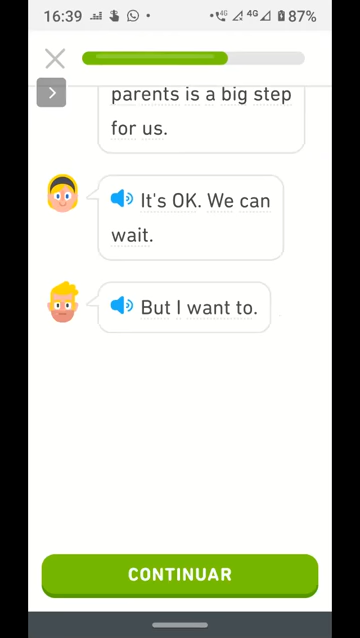 16:39 4G 4G 87%
parents is a big step
for us.
It's OK. We can
wait.
But I want to.
CONTINUAR